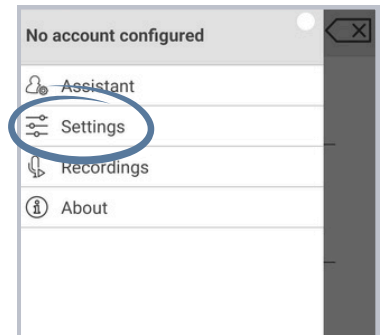 No account configured
Assistant
Settings
Recordings
About